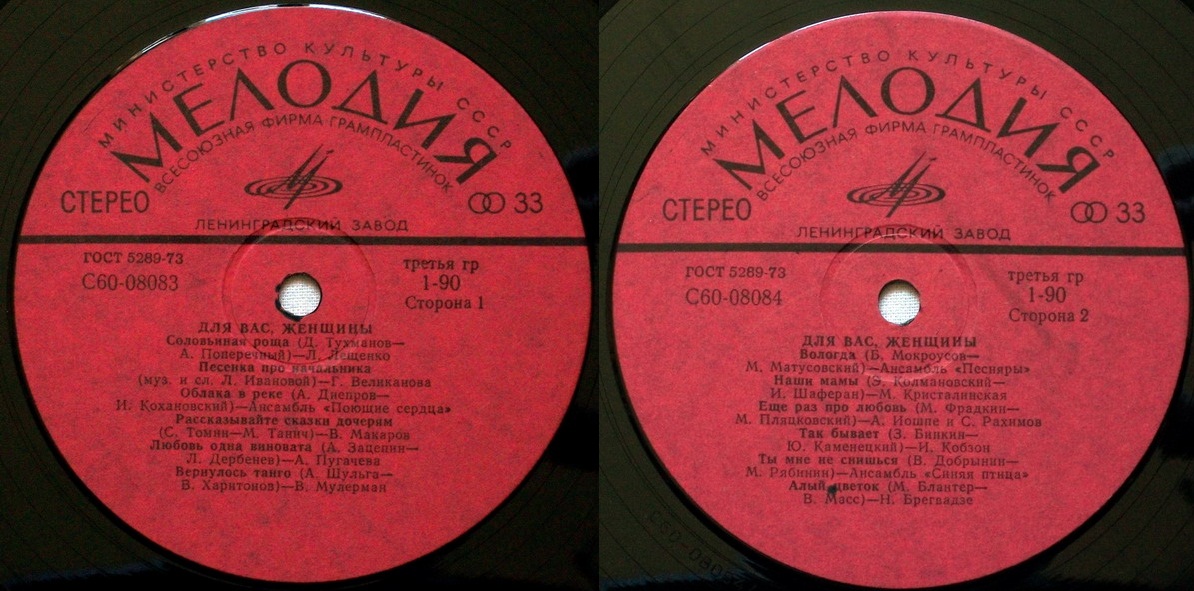 МИНИСТЕРСТВО КУЛЬТУРЫ СССР
МЕЛОДИЯ
ВСЕСОЮЗНАЯ ФИРМА ГРАМПЛАСТИНОК
СТЕРЕО
33
ЛЕНИНГРАДСКИЙ ЗАВОД
ГОСТ 5289-73
С60-08083
третья гр
1-90
Сторона 1
ДЛЯ ВАС, ЖЕНЩИНЫ
Соловьиная роща (Д. Тухманов—
А. Поперечный)—Л. Лещенко
Песенка про начальника
(муз. и сл. Л. Ивановой)—Г. Великанова
Облака в реке (А. Днепров—
И. Кохановский)—Ансамбль «Поющие сердца»
Рассказывайте сказки дочерям
(С. Томин—М. Танич)—В. Макаров
Любовь одна виновата (А. Зацепин—
Л. Дербенев)—А. Пугачева
Вернулось танго (А. Шульга—
В. Харитонов)—В. Мулерман
МИНИСТЕРСТВО КУЛЬТУРЫ СССР
МЕЛОДИЯ
ВСЕСОЮЗНАЯ ФИРМА ГРАМПЛАСТИНОК
СТЕРЕО
33
ЛЕНИНГРАДСКИЙ ЗАВОД
ГОСТ 5289-73
С60-08084
третья гр
1-90
Сторона 2
ДЛЯ ВАС, ЖЕНЩИНЫ
Вологда (Б. Мокроусов—
М. Матусовский)—Ансамбль «Песняры»
Наши мамы (Э. Колмановский—
И. Шаферан)—М. Кристалинская
Еще раз про любовь (М. Фрадкин—
М. Пляцковский)—А. Иошпе и С. Рахимов
Так бывает (З. Бинкин—
Ю. Каменецкий)—И. Кобзон
Ты мне не снишься (В. Добрынин—
М. Рябинин)—Ансамбль «Синяя птица»
Алый цветок (М. Блантер—
В. Масс)—Н. Брегвадзе